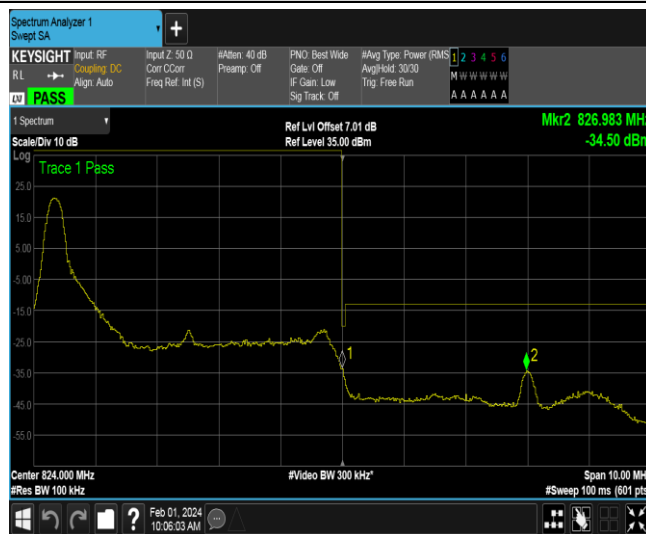 Spectrum Analyzer 1
Swept SA
+
KEYSIGHT
RL
LXI PASS
Input: RF
Coupling: DC
Align: Auto
Input Z: 50 Ω
Corr CCorr
Freq Ref: Int (S)
#Atten: 40 dB
Preamp: Off
PNO: Best Wide
Gate: Off
IF Gain: Low
Sig Track: Off
#Avg Type: Power (RMS
Avg|Hold: 30/30
Trig: Free Run
1 2 3 4 5 6
M W W W W W
A A A A A A
1 Spectrum
Scale/Div 10 dB
Ref Lvl Offset 7.01 dB
Ref Level 35.00 dBm
Mkr2 826.983 MHz
-34.50 dBm
Log
Trace 1 Pass
25.0
15.0
5.00
-5.00
-15.0
-25.0
-35.0
-45.0
-55.0
1
2
Center 824.000 MHz
#Res BW 100 kHz
#Video BW 300 kHz*
Span 10.00 MH
#Sweep 100 ms (601 pts
?
Feb 01, 2024
10:06:03 AM